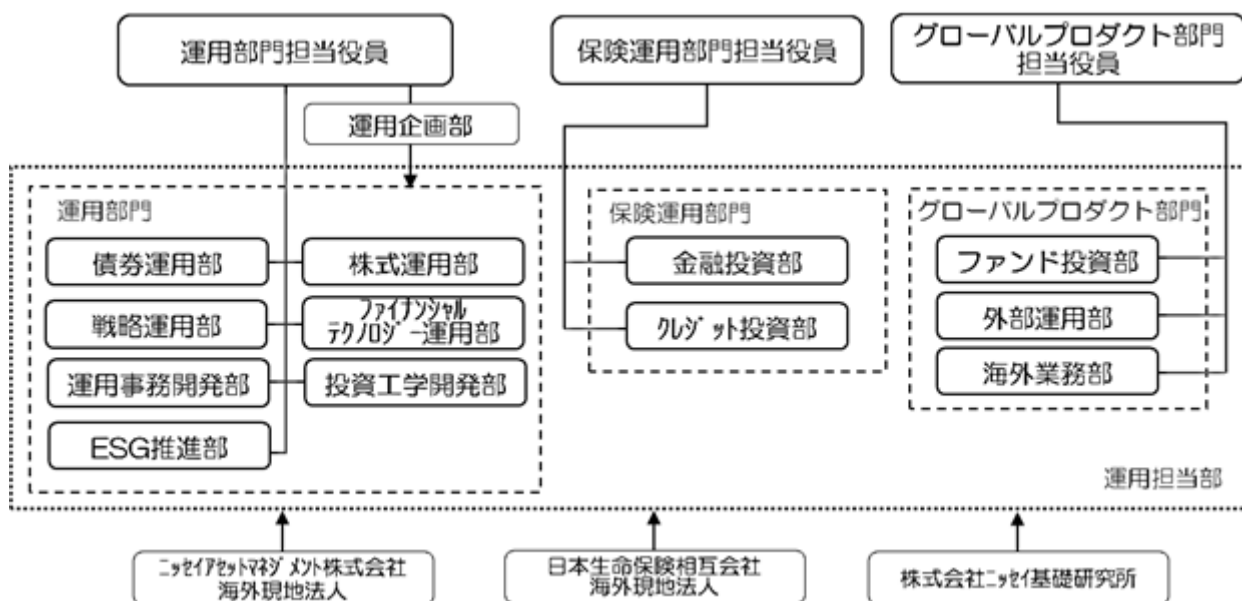 運用部門担当役員
保険運用部門担当役員
グローバルプロダクト部門
担当役員
運用企画部
運用部門
債券運用部
株式運用部
戦略運用部
ファイナンシャル
テクノロジー運用部
運用事務開発部
投資工学開発部
ESG推進部
保険運用部門
金融投資部
クレジット投資部
グローバルプロダクト部門
ファンド投資部
外部運用部
海外業務部
運用担当部
ニッセイアセットマネジメント株式会社
海外現地法人
日本生命保険相互会社
海外現地法人
株式会社ニッセイ基礎研究所